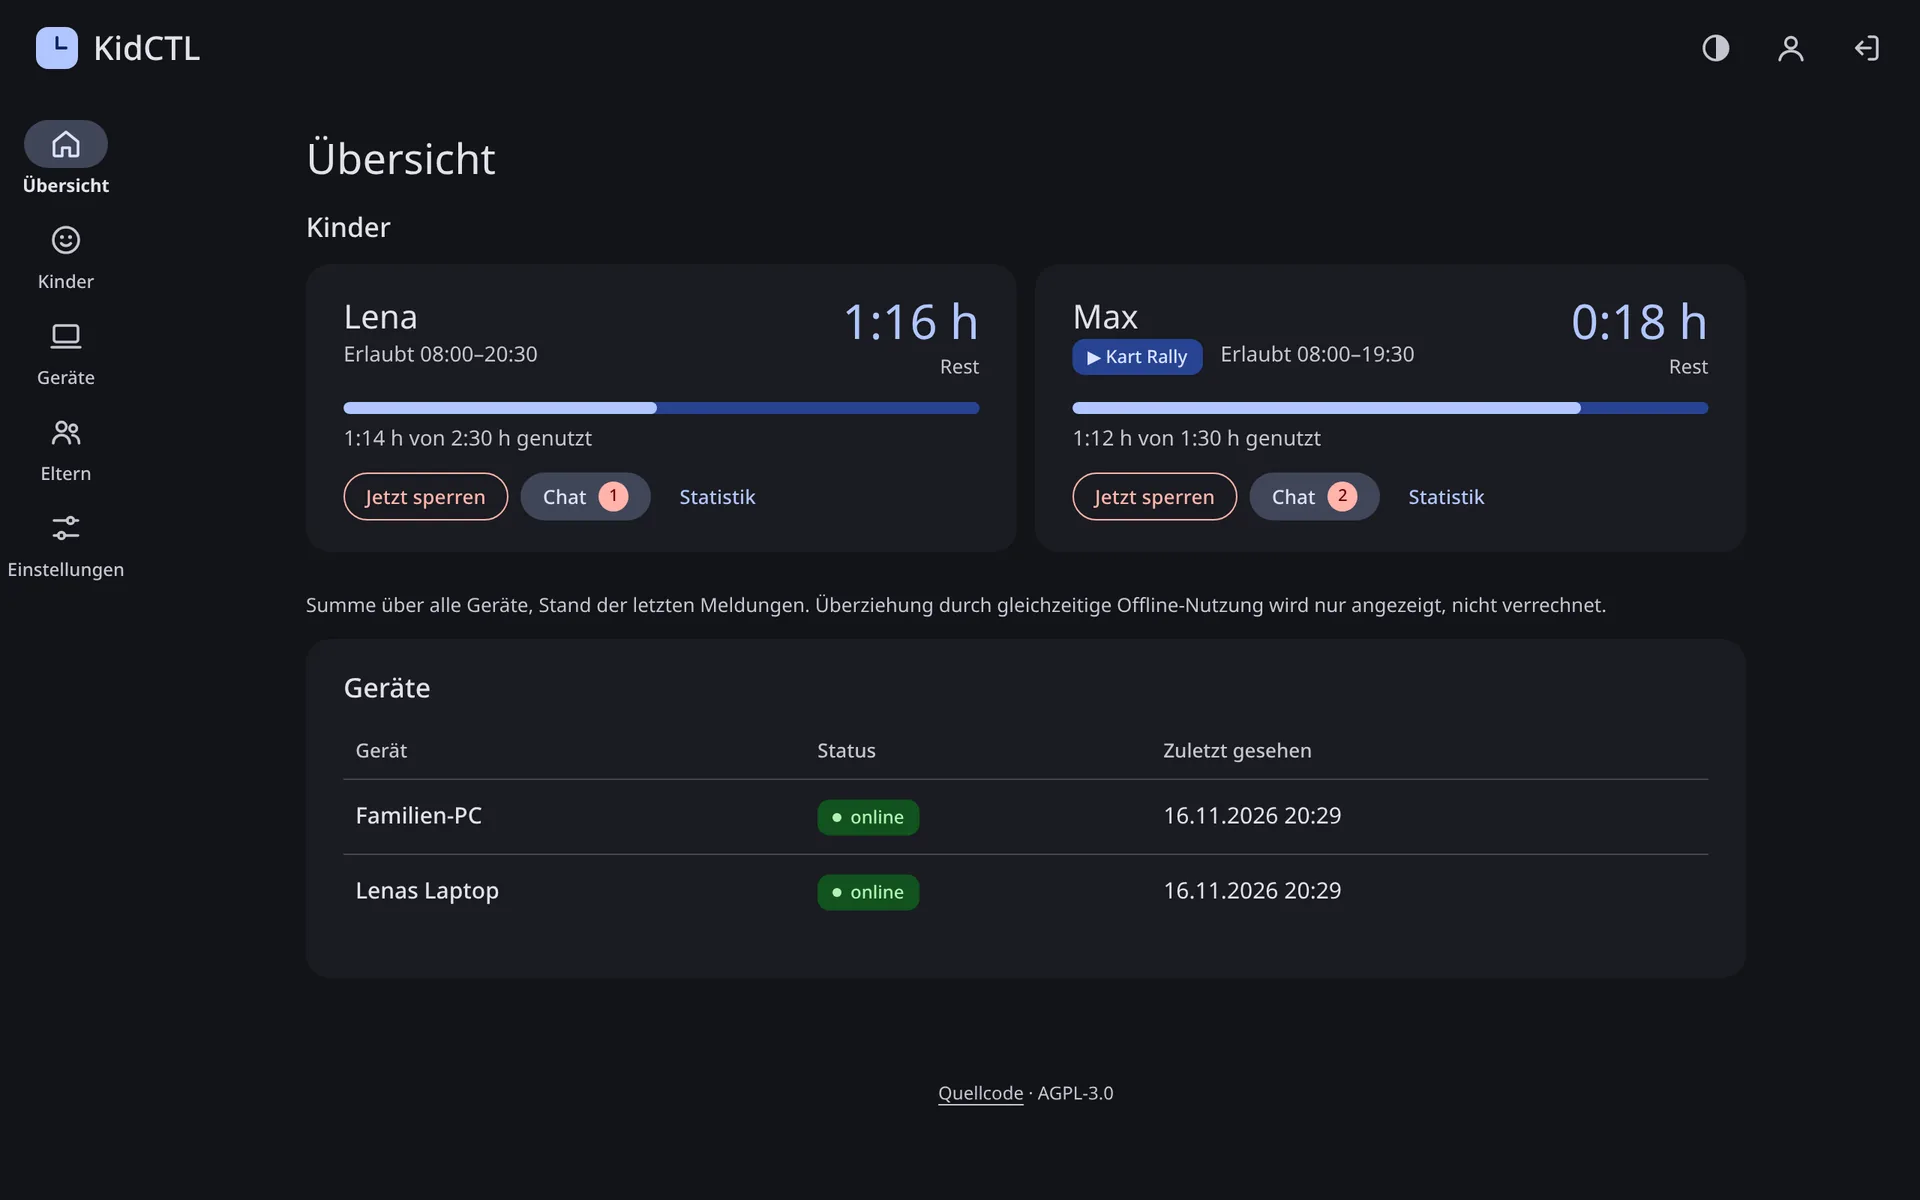 KidCTL
Übersicht
Kinder
Geräte
Eltern
Einstellungen
Übersicht
Kinder
Lena
Erlaubt 08:00–20:30
1:16 h
Rest
1:14 h von 2:30 h genutzt
Jetzt sperren
Chat 1
Statistik
Max
▶ Kart Rally
Erlaubt 08:00–19:30
0:18 h
Rest
1:12 h von 1:30 h genutzt
Jetzt sperren
Chat 2
Statistik
Summe über alle Geräte, Stand der letzten Meldungen. Überziehung durch gleichzeitige Offline-Nutzung wird nur angezeigt, nicht verrechnet.
Geräte
Gerät Status Zuletzt gesehen
Familien-PC online 16.11.2026 20:29
Lenas Laptop online 16.11.2026 20:29
Quellcode · AGPL-3.0